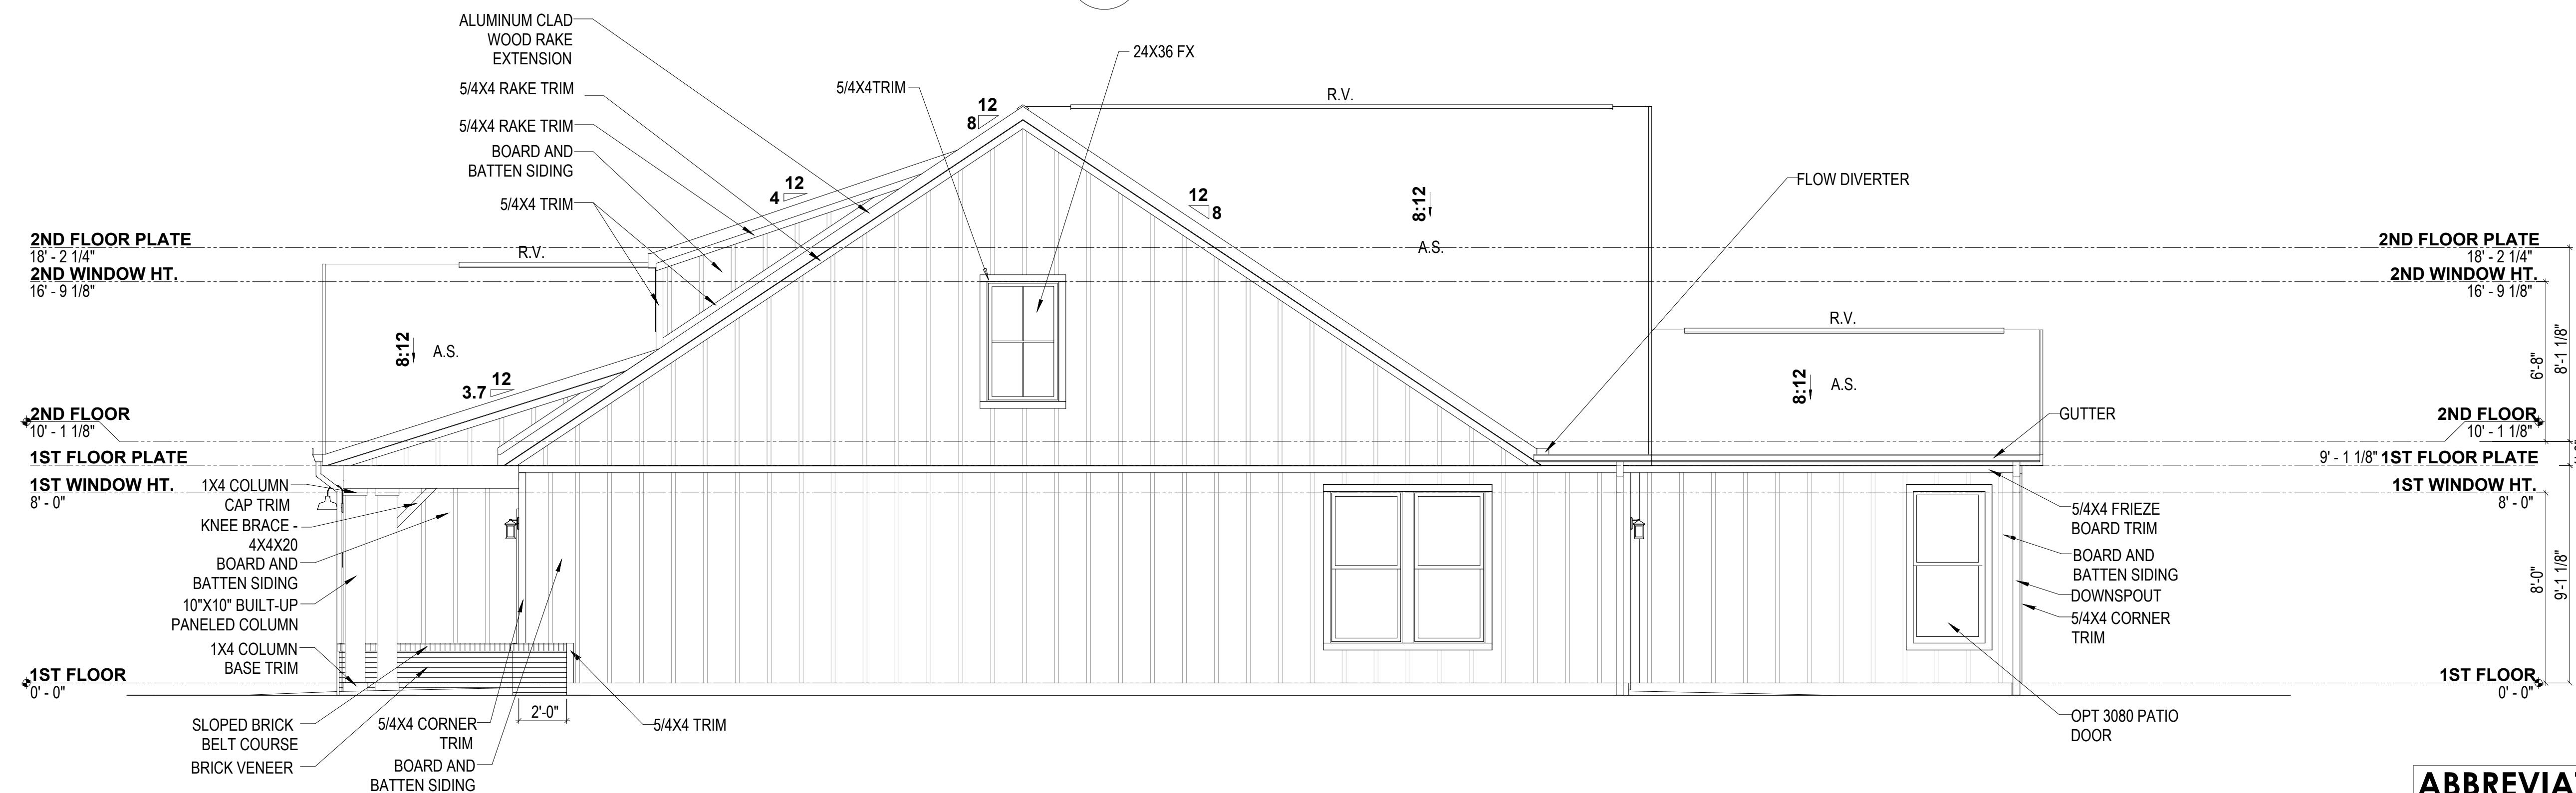 ALUMINUM CLAD
WOOD RAKE
EXTENSION
5/4X4 RAKE TRIM
5/4X4 RAKE TRIM
BOARD AND
BATTEN SIDING
5/4X4 TRIM
5/4X4TRIM
24X36 FX
12
8
12
4
12
8
R.V.
8:12
A.S.
FLOW DIVERTER
2ND FLOOR PLATE
18' - 2 1/4"
2ND WINDOW HT.
16' - 9 1/8"
R.V.
8:12
A.S.
12
3.7
2ND FLOOR
10' - 1 1/8"
1ST FLOOR PLATE
1ST WINDOW HT.
8' - 0"
1X4 COLUMN
CAP TRIM
KNEE BRACE -
4X4X20
BOARD AND
BATTEN SIDING
10"X10" BUILT-UP
PANELED COLUMN
1X4 COLUMN
BASE TRIM
1ST FLOOR
0' - 0"
SLOPED BRICK
BELT COURSE
BRICK VENEER
5/4X4 CORNER
TRIM
BOARD AND
BATTEN SIDING
2'-0"
5/4X4 TRIM
R.V.
8:12
A.S.
GUTTER
5/4X4 FRIEZE
BOARD TRIM
BOARD AND
BATTEN SIDING
DOWNSPOUT
5/4X4 CORNER
TRIM
OPT 3080 PATIO
DOOR
2ND FLOOR PLATE
18' - 2 1/4"
2ND WINDOW HT.
16' - 9 1/8"
2ND FLOOR
10' - 1 1/8"
9' - 1 1/8" 1ST FLOOR PLATE
1ST WINDOW HT.
8' - 0"
1ST FLOOR
0' - 0"
6'-8"
8'-1 1/8"
8'-0"
9'-1 1/8"
ABBREVIAT